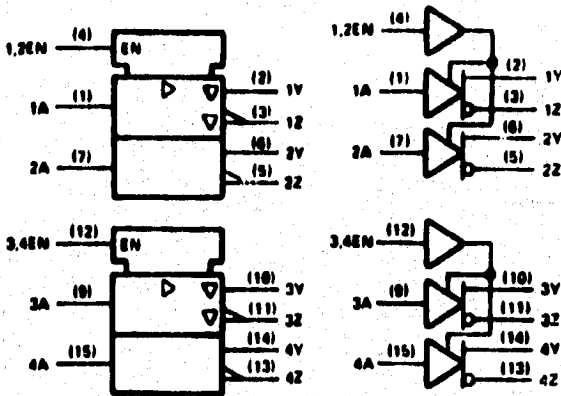 1,2EN (4) EN
1A (1) (2) 1Y
(3) 1Z
2A (7) (6) 2Y
(5) 2Z
1,2EN (4)
1A (1) (2) 1Y
(3) 1Z
2A (7) (6) 2Y
(5) 2Z
3,4EN (12) EN
3A (9) (10) 3Y
(11) 3Z
4A (15) (14) 4Y
(13) 4Z
3,4EN (12)
3A (9) (10) 3Y
(11) 3Z
4A (15) (14) 4Y
(13) 4Z